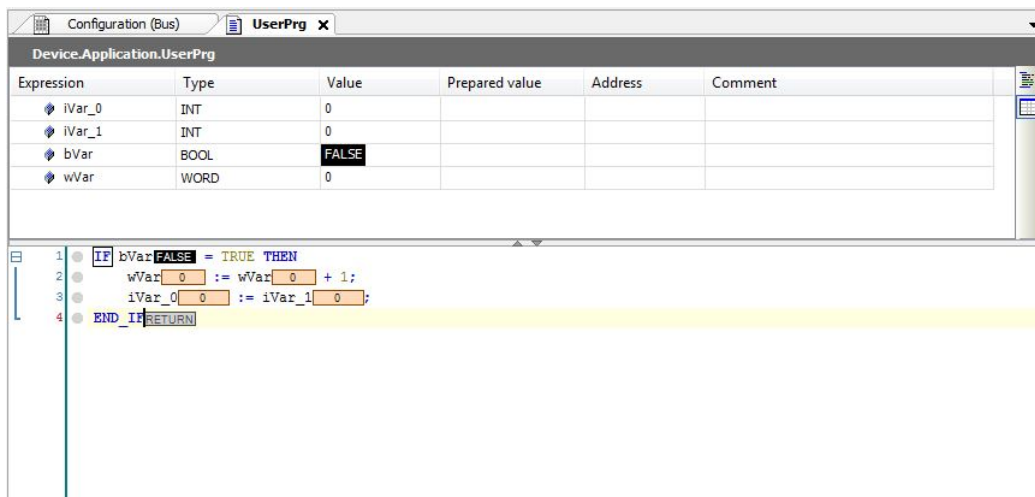 Configuration (Bus) UserPrg X
Device.Application.UserPrg
Expression Type Value Prepared value Address Comment
iVar_0 INT 0
iVar_1 INT 0
bVar BOOL FALSE
wVar WORD 0
1 IF bVar FALSE = TRUE THEN
2 wVar 0 := wVar 0 + 1;
3 iVar_0 0 := iVar_1 0 ;
4 END_IF RETURN